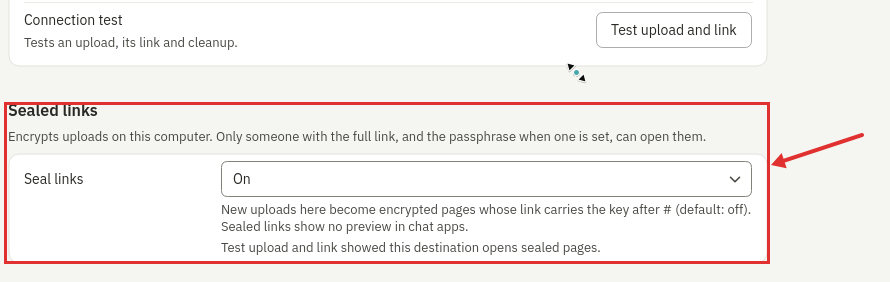 Connection test
Tests an upload, its link and cleanup.
Test upload and link
Sealed links
Encrypts uploads on this computer. Only someone with the full link, and the passphrase when one is set, can open them.
Seal links
On
New uploads here become encrypted pages whose link carries the key after # (default: off).
Sealed links show no preview in chat apps.
Test upload and link showed this destination opens sealed pages.